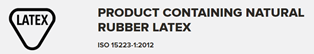 LATEX
PRODUCT CONTAINING NATURAL
RUBBER LATEX
ISO 15223-1:2012